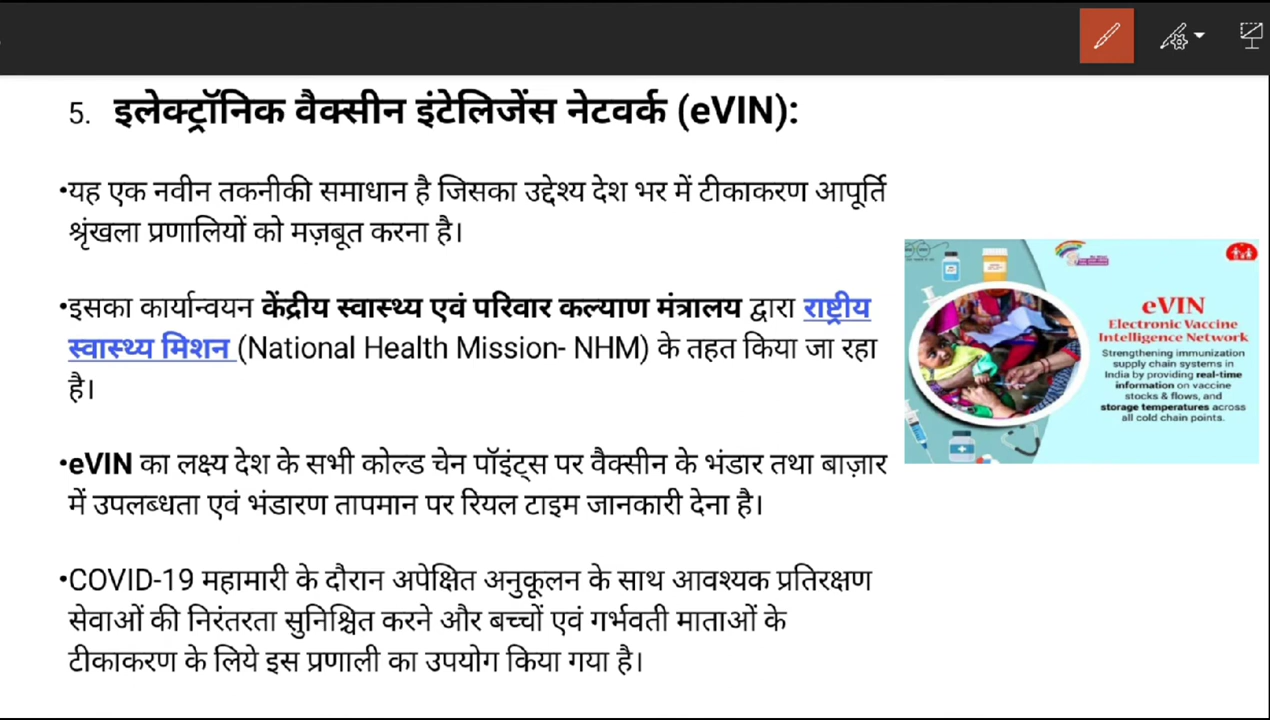 5. इलेक्ट्रॉनिक वैक्सीन इंटेलिजेंस नेटवर्क (eVIN):
•यह एक नवीन तकनीकी समाधान है जिसका उद्देश्य देश भर में टीकाकरण आपूर्ति
श्रृंखला प्रणालियों को मज़बूत करना है।
•इसका कार्यान्वयन केंद्रीय स्वास्थ्य एवं परिवार कल्याण मंत्रालय द्वारा राष्ट्रीय
स्वास्थ्य मिशन (National Health Mission- NHM) के तहत किया जा रहा
है।
•eVIN का लक्ष्य देश के सभी कोल्ड चेन पॉइंट्स पर वैक्सीन के भंडार तथा बाज़ार
में उपलब्धता एवं भंडारण तापमान पर रियल टाइम जानकारी देना है।
•COVID-19 महामारी के दौरान अपेक्षित अनुकूलन के साथ आवश्यक प्रतिरक्षण
सेवाओं की निरंतरता सुनिश्चित करने और बच्चों एवं गर्भवती माताओं के
टीकाकरण के लिये इस प्रणाली का उपयोग किया गया है।
eVIN
Electronic Vaccine
Intelligence Network
Strengthening immunization
supply chain systems in
India by providing real-time
information on vaccine
stocks & flows, and
storage temperatures across
all cold chain points.